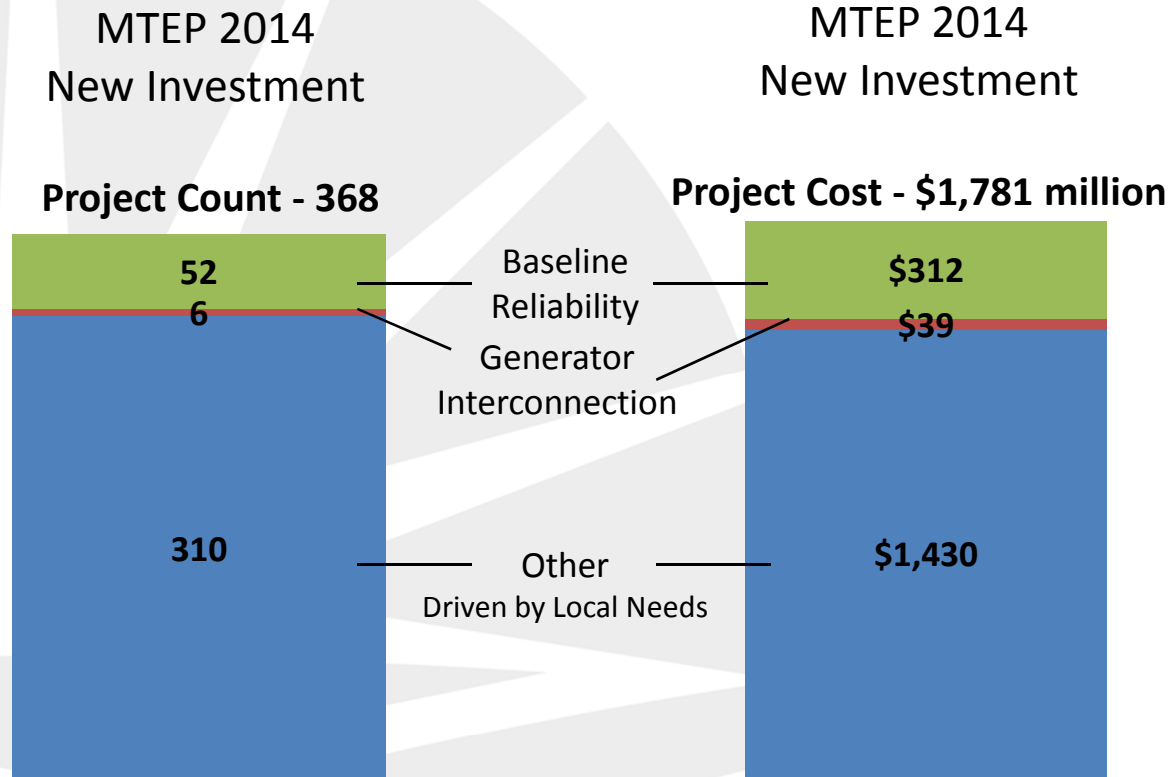 MTEP 2014
New Investment
Project Count - 368
52
6
310
Baseline
Reliability
Generator
Interconnection
Other
Driven by Local Needs
MTEP 2014
New Investment
Project Cost - $1,781 million
$312
$39
$1,430